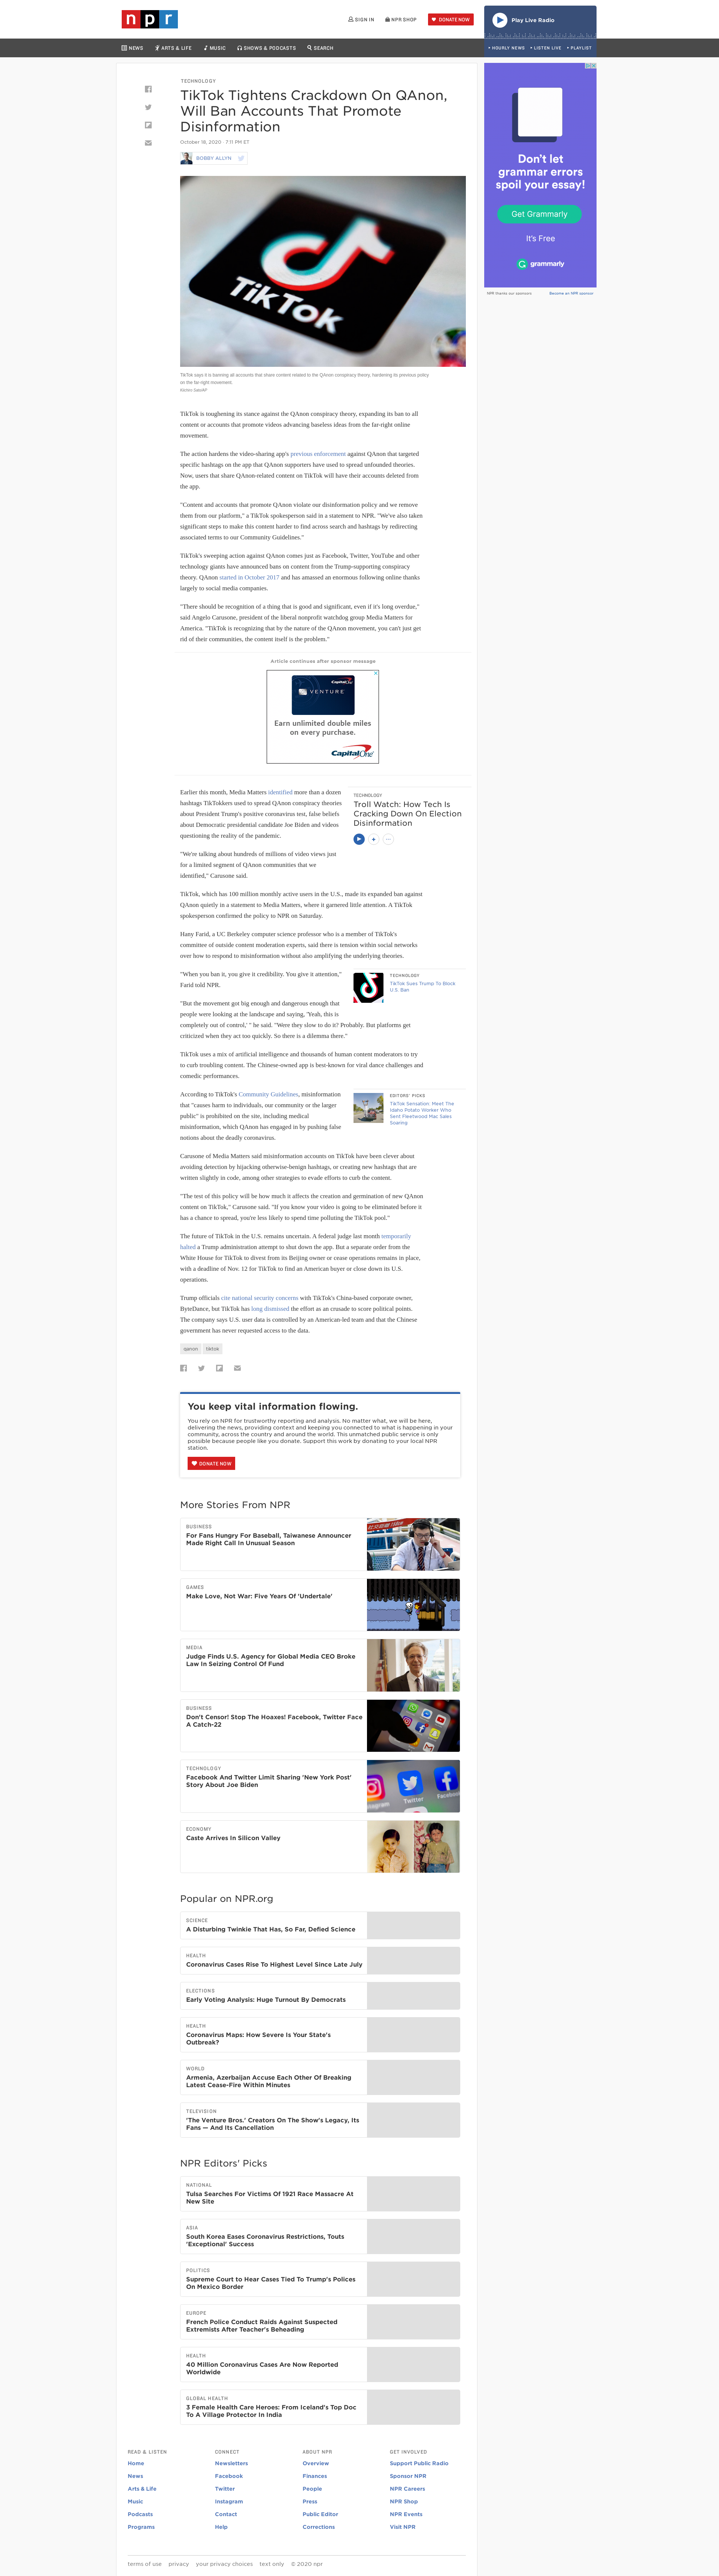 npr
SIGN IN
NPR SHOP
DONATE NOW
Play Live Radio
NEWS
ARTS & LIFE
MUSIC
SHOWS & PODCASTS
SEARCH
HOURLY NEWS
LISTEN LIVE
PLAYLIST
TECHNOLOGY
TikTok Tightens Crackdown On QAnon,
Will Ban Accounts That Promote
Disinformation
October 18, 2020 · 7:11 PM ET
BOBBY ALLYN
Don't let
grammar errors
spoil your essay!
Get Grammarly
It's Free
grammarly
NPR thanks our sponsors
Become an NPR sponsor
TikTok
TikTok says it is banning all accounts that share content related to the QAnon conspiracy theory, hardening its previous policy
on the far-right movement.
TikTok is toughening its stance against the QAnon conspiracy theory, expanding its ban to all
content or accounts that promote videos advancing baseless ideas from the far-right online
movement.
The action hardens the video-sharing app's previous enforcement against QAnon that targeted
specific hashtags on the app that QAnon supporters have used to spread unfounded theories.
Now, users that share QAnon-related content on TikTok will have their accounts deleted from
the app.
"Content and accounts that promote QAnon violate our disinformation policy and we remove
them from our platform," a TikTok spokesperson said in a statement to NPR. "We've also taken
significant steps to make this content harder to find across search and hashtags by redirecting
associated terms to our Community Guidelines."
TikTok's sweeping action against QAnon comes just as Facebook, Twitter, YouTube and other
technology giants have announced bans on content from the Trump-supporting conspiracy
theory. QAnon started in October 2017 and has amassed an enormous following online thanks
largely to social media companies.
"There should be recognition of a thing that is good and significant, even if it's long overdue,"
said Angelo Carusone, president of the liberal nonprofit watchdog group Media Matters for
America. "TikTok is recognizing that by the nature of the QAnon movement, you can't just get
rid of their communities, the content itself is the problem."
Article continues after sponsor message
Capital One
VENTURE
Earn unlimited double miles
on every purchase.
Capital One
Earlier this month, Media Matters identified more than a dozen
hashtags TikTokkers used to spread QAnon conspiracy theories
about President Trump's positive coronavirus test, false beliefs
about Democratic presidential candidate Joe Biden and videos
questioning the reality of the pandemic.
TECHNOLOGY
Troll Watch: How Tech Is
Cracking Down On Election
Disinformation
"We're talking about hundreds of millions of video views just
for a limited segment of QAnon communities that we
identified," Carusone said.
TikTok, which has 100 million monthly active users in the U.S., made its expanded ban against
QAnon quietly in a statement to Media Matters, where it garnered little attention. A TikTok
spokesperson confirmed the policy to NPR on Saturday.
Hany Farid, a UC Berkeley computer science professor who is a member of TikTok's
committee of outside content moderation experts, said there is tension within social networks
over how to respond to misinformation without also amplifying the underlying theories.
"When you ban it, you give it credibility. You give it attention,"
Farid told NPR.
TECHNOLOGY
TikTok Sues Trump To Block
U.S. Ban
"But the movement got big enough and dangerous enough that
people were looking at the landscape and saying, 'Yeah, this is
completely out of control,' " he said. "Were they slow to do it? Probably. But platforms get
criticized when they act too quickly. So there is a dilemma there."
TikTok uses a mix of artificial intelligence and thousands of human content moderators to try
to curb troubling content. The Chinese-owned app is best-known for viral dance challenges and
comedic performances.
According to TikTok's Community Guidelines, misinformation
that "causes harm to individuals, our community or the larger
public" is prohibited on the site, including medical
misinformation, which QAnon has engaged in by pushing false
notions about the deadly coronavirus.
EDITORS' PICKS
TikTok Sensation: Meet The
Idaho Potato Worker Who
Sent Fleetwood Mac Sales
Soaring
Carusone of Media Matters said misinformation accounts on TikTok have been clever about
avoiding detection by hijacking otherwise-benign hashtags, or creating new hashtags that are
written slightly in code, among other strategies to evade efforts to curb the content.
"The test of this policy will be how much it affects the creation and germination of new QAnon
content on TikTok," Carusone said. "If you know your video is going to be eliminated before it
has a chance to spread, you're less likely to spend time polluting the TikTok pool."
The future of TikTok in the U.S. remains uncertain. A federal judge last month temporarily
halted a Trump administration attempt to shut down the app. But a separate order from the
White House for TikTok to divest from its Beijing owner or cease operations remains in place,
with a deadline of Nov. 12 for TikTok to find an American buyer or close down its U.S.
operations.
Trump officials cite national security concerns with TikTok's China-based corporate owner,
ByteDance, but TikTok has long dismissed the effort as an crusade to score political points.
The company says U.S. user data is controlled by an American-led team and that the Chinese
government has never requested access to the data.
qanon
tiktok
You keep vital information flowing.
You rely on NPR for trustworthy reporting and analysis. No matter what, we will be here,
delivering the news, providing context and keeping you connected to what is happening in your
community, across the country and around the world. This unmatched public service is only
possible because people like you donate. Support this work by donating to your local NPR
station.
DONATE NOW
More Stories From NPR
BUSINESS
For Fans Hungry For Baseball, Taiwanese Announcer
Made Right Call In Unusual Season
GAMES
Make Love, Not War: Five Years Of 'Undertale'
MEDIA
Judge Finds U.S. Agency for Global Media CEO Broke
Law In Seizing Control Of Fund
BUSINESS
Don't Censor! Stop The Hoaxes! Facebook, Twitter Face
A Catch-22
TECHNOLOGY
Facebook And Twitter Limit Sharing 'New York Post'
Story About Joe Biden
Twitter
Facebook
ECONOMY
Caste Arrives In Silicon Valley
Popular on NPR.org
SCIENCE
A Disturbing Twinkie That Has, So Far, Defied Science
HEALTH
Coronavirus Cases Rise To Highest Level Since Late July
ELECTIONS
Early Voting Analysis: Huge Turnout By Democrats
HEALTH
Coronavirus Maps: How Severe Is Your State's
Outbreak?
WORLD
Armenia, Azerbaijan Accuse Each Other Of Breaking
Latest Cease-Fire Within Minutes
TELEVISION
'The Venture Bros.' Creators On The Show's Legacy, Its
Fans — And Its Cancellation
NPR Editors' Picks
NATIONAL
Tulsa Searches For Victims Of 1921 Race Massacre At
New Site
ASIA
South Korea Eases Coronavirus Restrictions, Touts
'Exceptional' Success
POLITICS
Supreme Court to Hear Cases Tied To Trump's Polices
On Mexico Border
EUROPE
French Police Conduct Raids Against Suspected
Extremists After Teacher's Beheading
HEALTH
40 Million Coronavirus Cases Are Now Reported
Worldwide
GLOBAL HEALTH
3 Female Health Care Heroes: From Iceland's Top Doc
To A Village Protector In India
READ & LISTEN
Home
News
Arts & Life
Music
Podcasts
Programs
CONNECT
Newsletters
Facebook
Twitter
Instagram
Contact
Help
ABOUT NPR
Overview
Finances
People
Press
Public Editor
Corrections
GET INVOLVED
Support Public Radio
Sponsor NPR
NPR Careers
NPR Shop
NPR Events
Visit NPR
terms of use
privacy
your privacy choices
text only
© 2020 npr